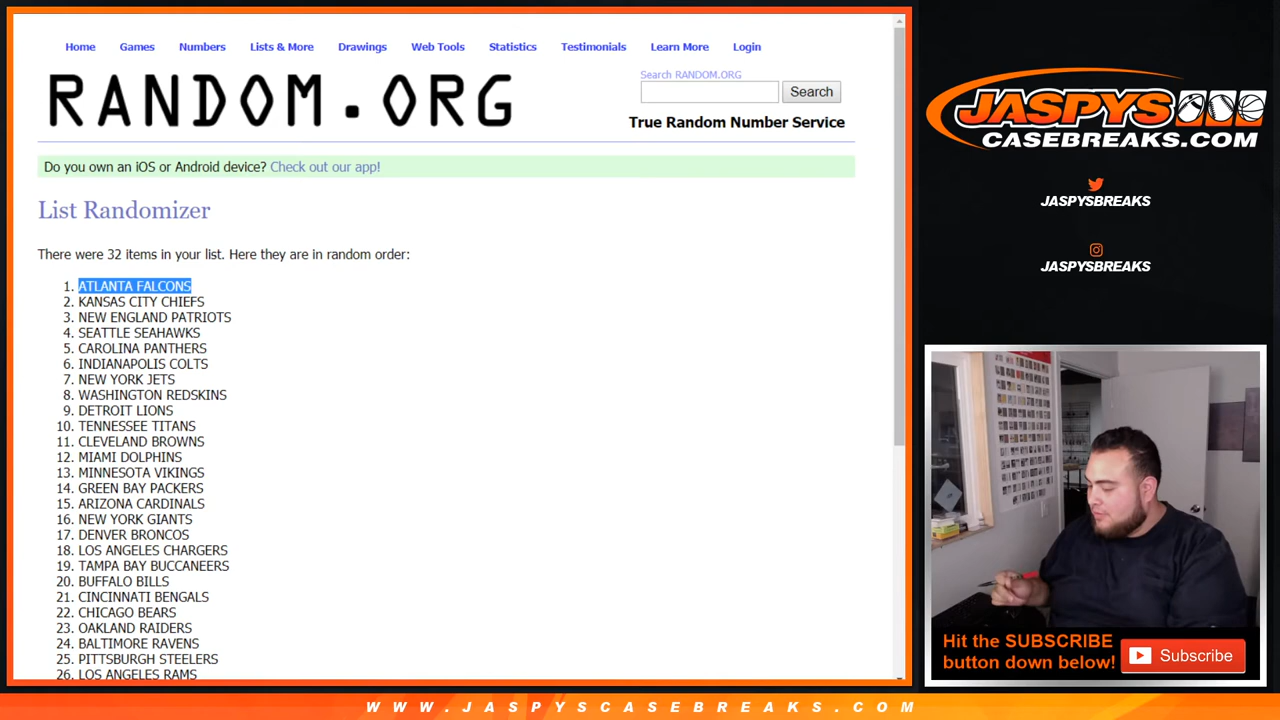 Home Games Numbers Lists & More Drawings Web Tools Statistics Testimonials Learn More Login
RANDOM.ORG
Search RANDOM.ORG
Search
True Random Number Service
Do you own an iOS or Android device? Check out our app!
List Randomizer
There were 32 items in your list. Here they are in random order:
1. ATLANTA FALCONS
2. KANSAS CITY CHIEFS
3. NEW ENGLAND PATRIOTS
4. SEATTLE SEAHAWKS
5. CAROLINA PANTHERS
6. INDIANAPOLIS COLTS
7. NEW YORK JETS
8. WASHINGTON REDSKINS
9. DETROIT LIONS
10. TENNESSEE TITANS
11. CLEVELAND BROWNS
12. MIAMI DOLPHINS
13. MINNESOTA VIKINGS
14. GREEN BAY PACKERS
15. ARIZONA CARDINALS
16. NEW YORK GIANTS
17. DENVER BRONCOS
18. LOS ANGELES CHARGERS
19. TAMPA BAY BUCCANEERS
20. BUFFALO BILLS
21. CINCINNATI BENGALS
22. CHICAGO BEARS
23. OAKLAND RAIDERS
24. BALTIMORE RAVENS
25. PITTSBURGH STEELERS
26. LOS ANGELES RAMS
JASPYS
CASEBREAKS.COM
JASPYSBREAKS
JASPYSBREAKS
Hit the SUBSCRIBE
button down below!
Subscribe
WWW.JASPYSCASEBREAKS.COM